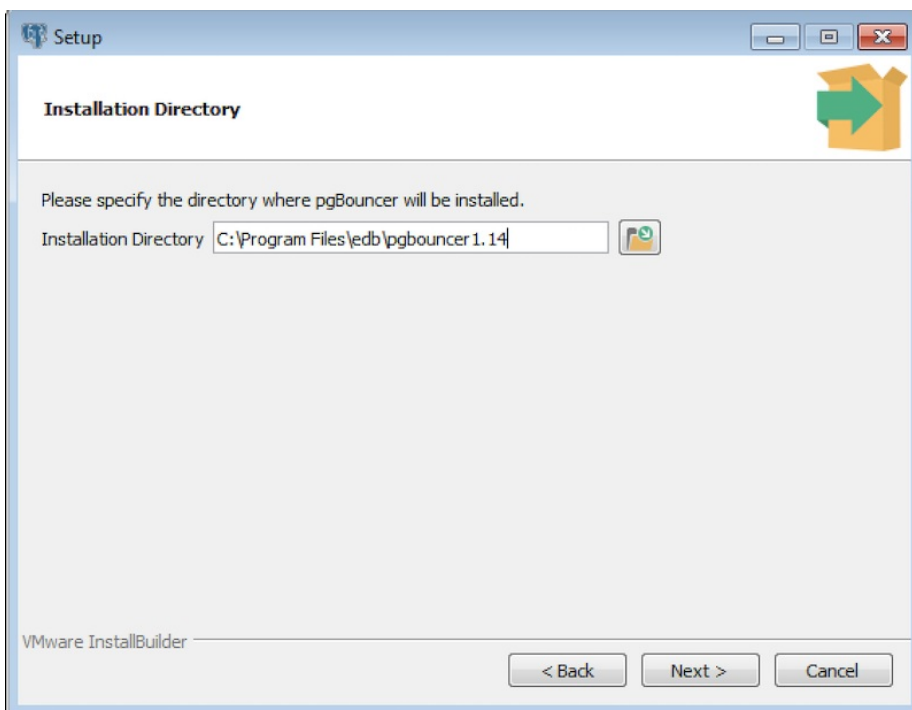 Setup
Installation Directory
Please specify the directory where pgBouncer will be installed.
Installation Directory C:\Program Files\edb\pgbouncer1.14
VMware InstallBuilder
< Back Next > Cancel